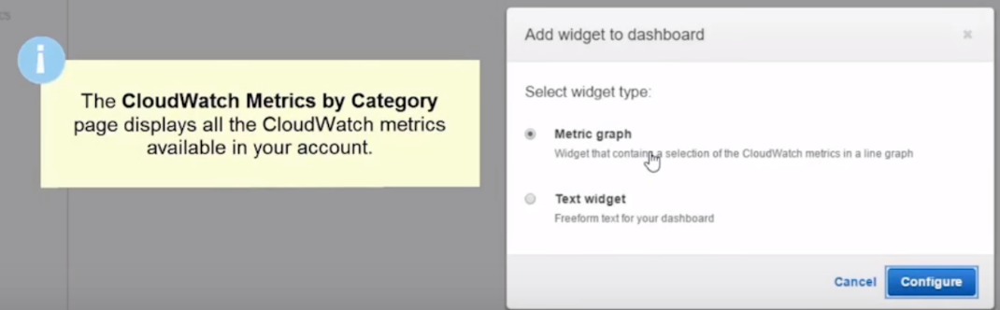 The CloudWatch Metrics by Category
page displays all the CloudWatch metrics
available in your account.
Add widget to dashboard
Select widget type:
Metric graph
Widget that contains a selection of the CloudWatch metrics in a line graph
Text widget
Freeform text for your dashboard
Cancel
Configure